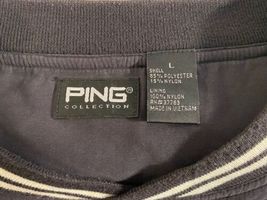 PING®
COLLECTION
L
SHELL
85% POLYESTER
15% NYLON
LINING
100% NYLON
RN# 37763
MADE IN VIETNAM